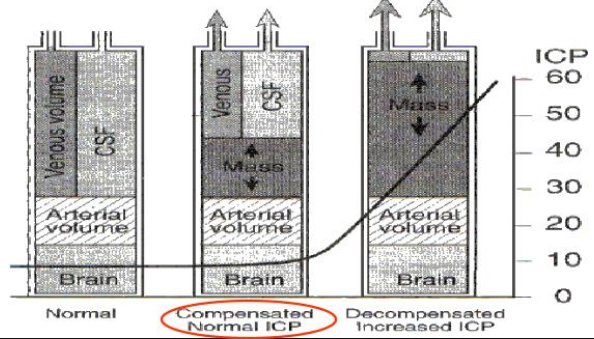 Venous volume
CSF
Arterial
volume
Brain
Normal
Venous
CSF
Mass
Arterial
volume
Brain
Compensated
Normal ICP
Mass
Arterial
volume
Brain
Decompensated
Increased ICP
ICP
60
50
40
30
20
10
0